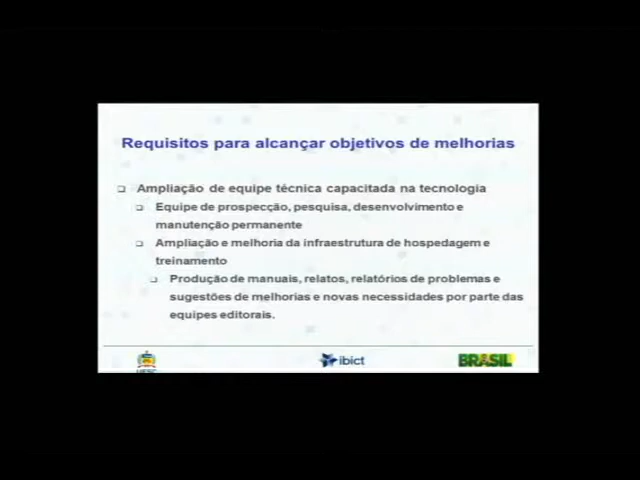 Requisitos para alcançar objetivos de melhorias
Ampliação de equipe técnica capacitada na tecnologia
Equipe de prospecção, pesquisa, desenvolvimento e
manutenção permanente
Ampliação e melhoria da infraestrutura de hospedagem e
treinamento
Produção de manuais, relatos, relatórios de problemas e
sugestões de melhorias e novas necessidades por parte das
equipes editorais.
ibict
BRASIL